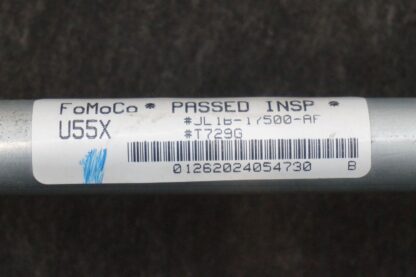 FoMoCo * PASSED INSP *
U55X
#JL1B-17500-AF
#T729G
01262024054730 B